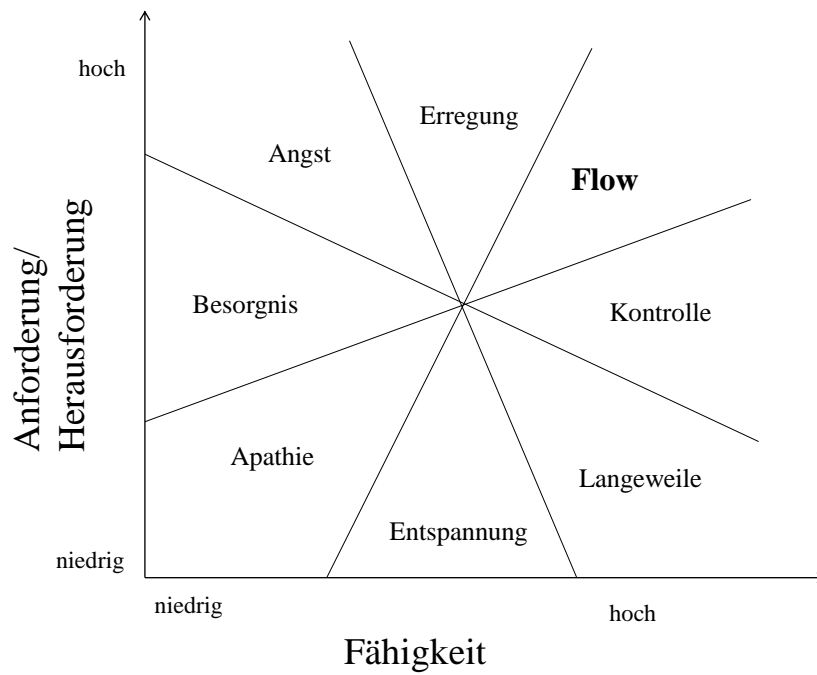 hoch
Erregung
Angst
Flow
Anforderung/
Herausforderung
Besorgnis
Kontrolle
Apathie
Langeweile
Entspannung
niedrig
niedrig
hoch
Fähigkeit